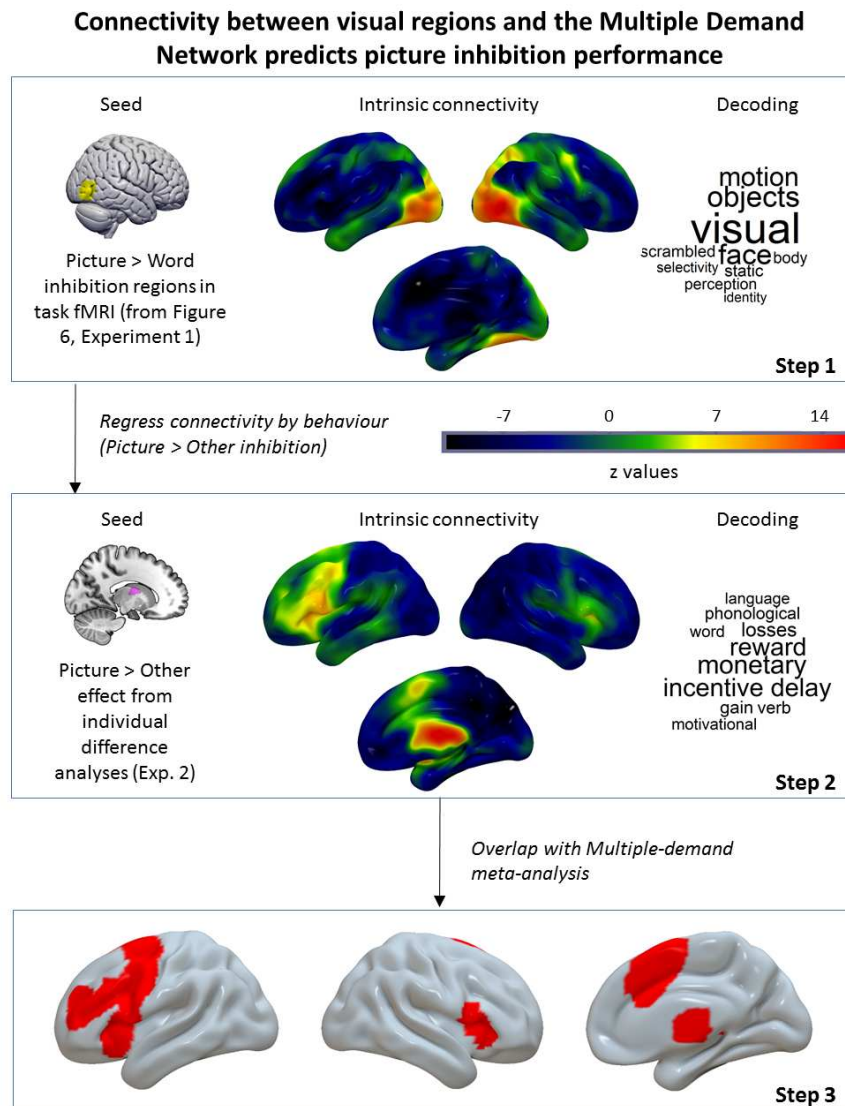 Connectivity between visual regions and the Multiple Demand
Network predicts picture inhibition performance
Seed
Intrinsic connectivity
Decoding
Picture > Word
inhibition regions in
task fMRI (from Figure
6, Experiment 1)
motion
objects
visual
scrambled face body
selectivity static
perception
identity
Step 1
Regress connectivity by behaviour
(Picture > Other inhibition)
-7 0 7 14
z values
Seed
Intrinsic connectivity
Decoding
Picture > Other
effect from
individual
difference
analyses (Exp. 2)
language
phonological
word losses
reward
monetary
incentive delay
gain verb
motivational
Step 2
Overlap with Multiple-demand
meta-analysis
Step 3